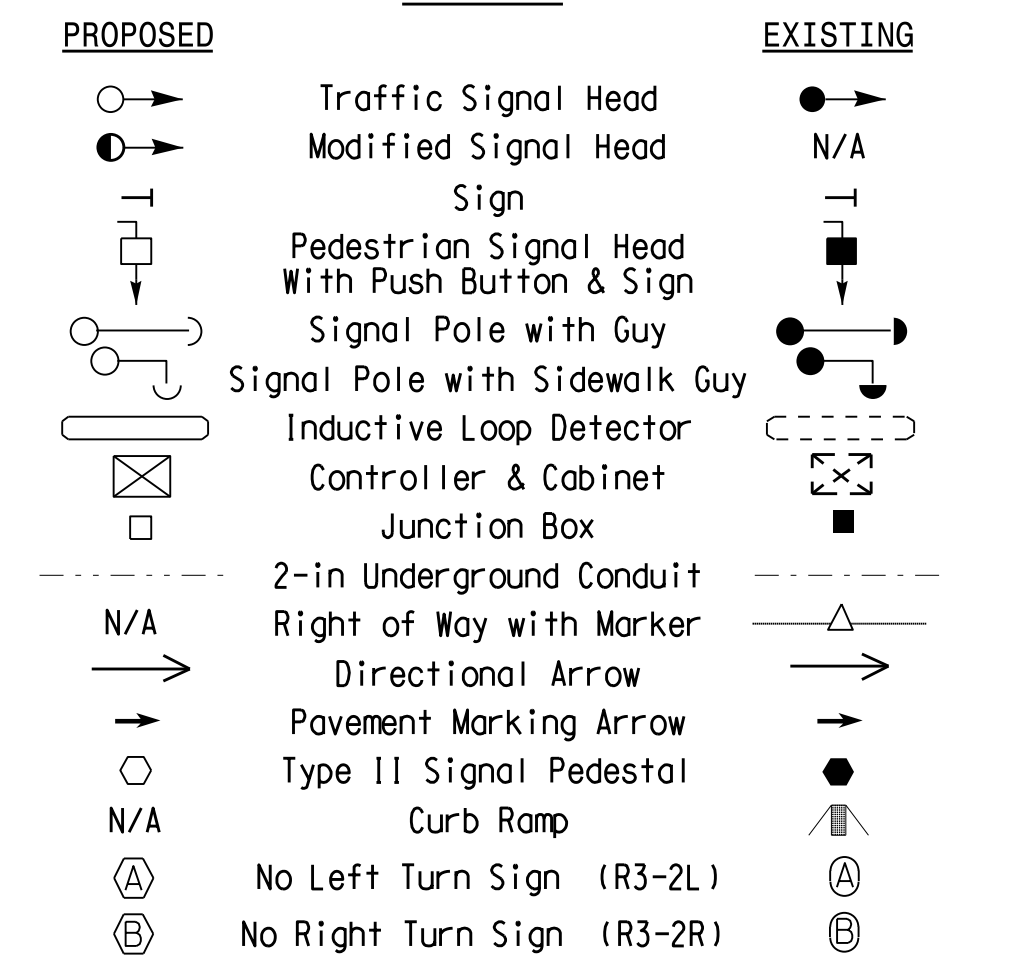 PROPOSED EXISTING
Traffic Signal Head
Modified Signal Head N/A
Sign
Pedestrian Signal Head
With Push Button & Sign
Signal Pole with Guy
Signal Pole with Sidewalk Guy
Inductive Loop Detector
Controller & Cabinet
Junction Box
2-in Underground Conduit
N/A Right of Way with Marker
Directional Arrow
Pavement Marking Arrow
Type II Signal Pedestal
N/A Curb Ramp
A No Left Turn Sign (R3-2L) A
B No Right Turn Sign (R3-2R) B